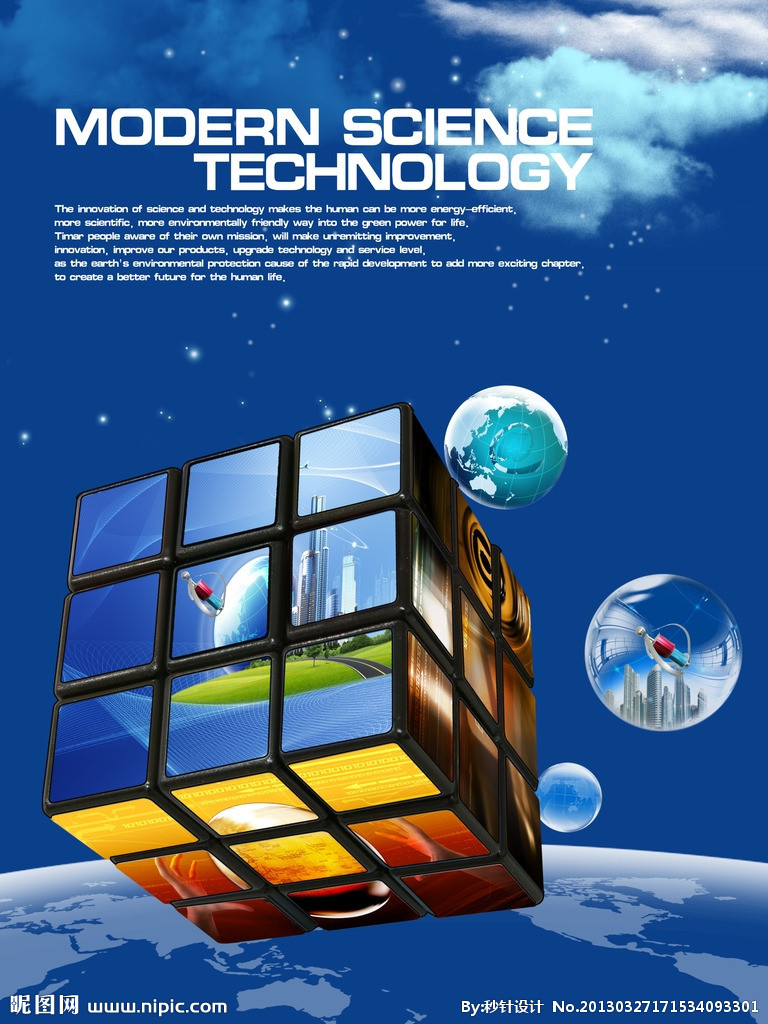 MODERN SCIENCE
TECHNOLOGY
The innovation of science and technology makes the human can be more energy-efficient,
more scientific, more environmentally friendly way into the green power for life.
Timar people aware of their own mission, will make unremitting improvement,
innovation, improve our products, upgrade technology and service level,
as the earth's environmental protection cause of the rapid development to add more exciting chapter,
to create a better future for the human life.
昵图网 www.nipic.com
By:秒针设计 No.20130327171534093301